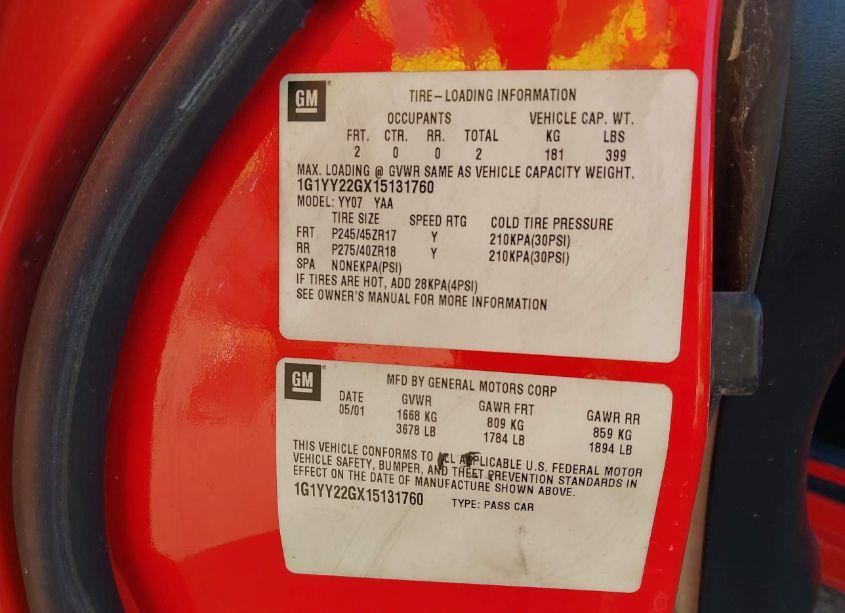 GM
TIRE-LOADING INFORMATION
OCCUPANTS VEHICLE CAP. WT.
FRT. CTR. RR. TOTAL KG LBS
2 0 0 2 181 399
MAX. LOADING @ GVWR SAME AS VEHICLE CAPACITY WEIGHT.
1G1YY22GX15131760
MODEL: YY07 YAA
TIRE SIZE SPEED RTG COLD TIRE PRESSURE
FRT P245/45ZR17 Y 210KPA(30PSI)
RR P275/40ZR18 Y 210KPA(30PSI)
SPA NONEKPA(PSI)
IF TIRES ARE HOT, ADD 28KPA(4PSI)
SEE OWNER'S MANUAL FOR MORE INFORMATION
GM
MFD BY GENERAL MOTORS CORP
DATE GVWR GAWR FRT GAWR RR
05/01 1668 KG 809 KG 859 KG
3678 LB 1784 LB 1894 LB
THIS VEHICLE CONFORMS TO ALL APPLICABLE U.S. FEDERAL MOTOR
VEHICLE SAFETY, BUMPER, AND THEFT PREVENTION STANDARDS IN
EFFECT ON THE DATE OF MANUFACTURE SHOWN ABOVE.
1G1YY22GX15131760 TYPE: PASS CAR